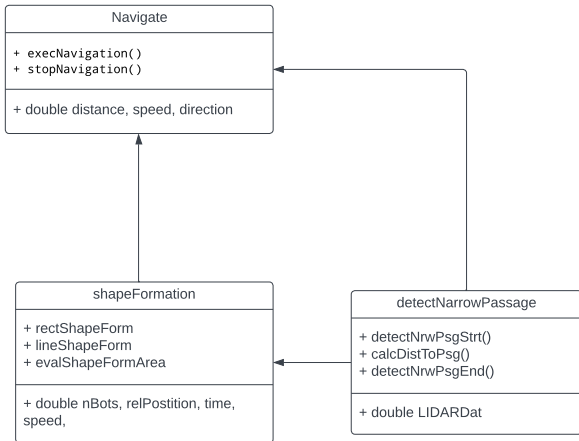 Navigate
+ execNavigation()
+ stopNavigation()
+ double distance, speed, direction
shapeFormation
+ rectShapeForm
+ lineShapeForm
+ evalShapeFormArea
+ double nBots, relPostition, time,
speed,
detectNarrowPassage
+ detectNrwPsgStrt()
+ calcDistToPsg()
+ detectNrwPsgEnd()
+ double LIDARDat